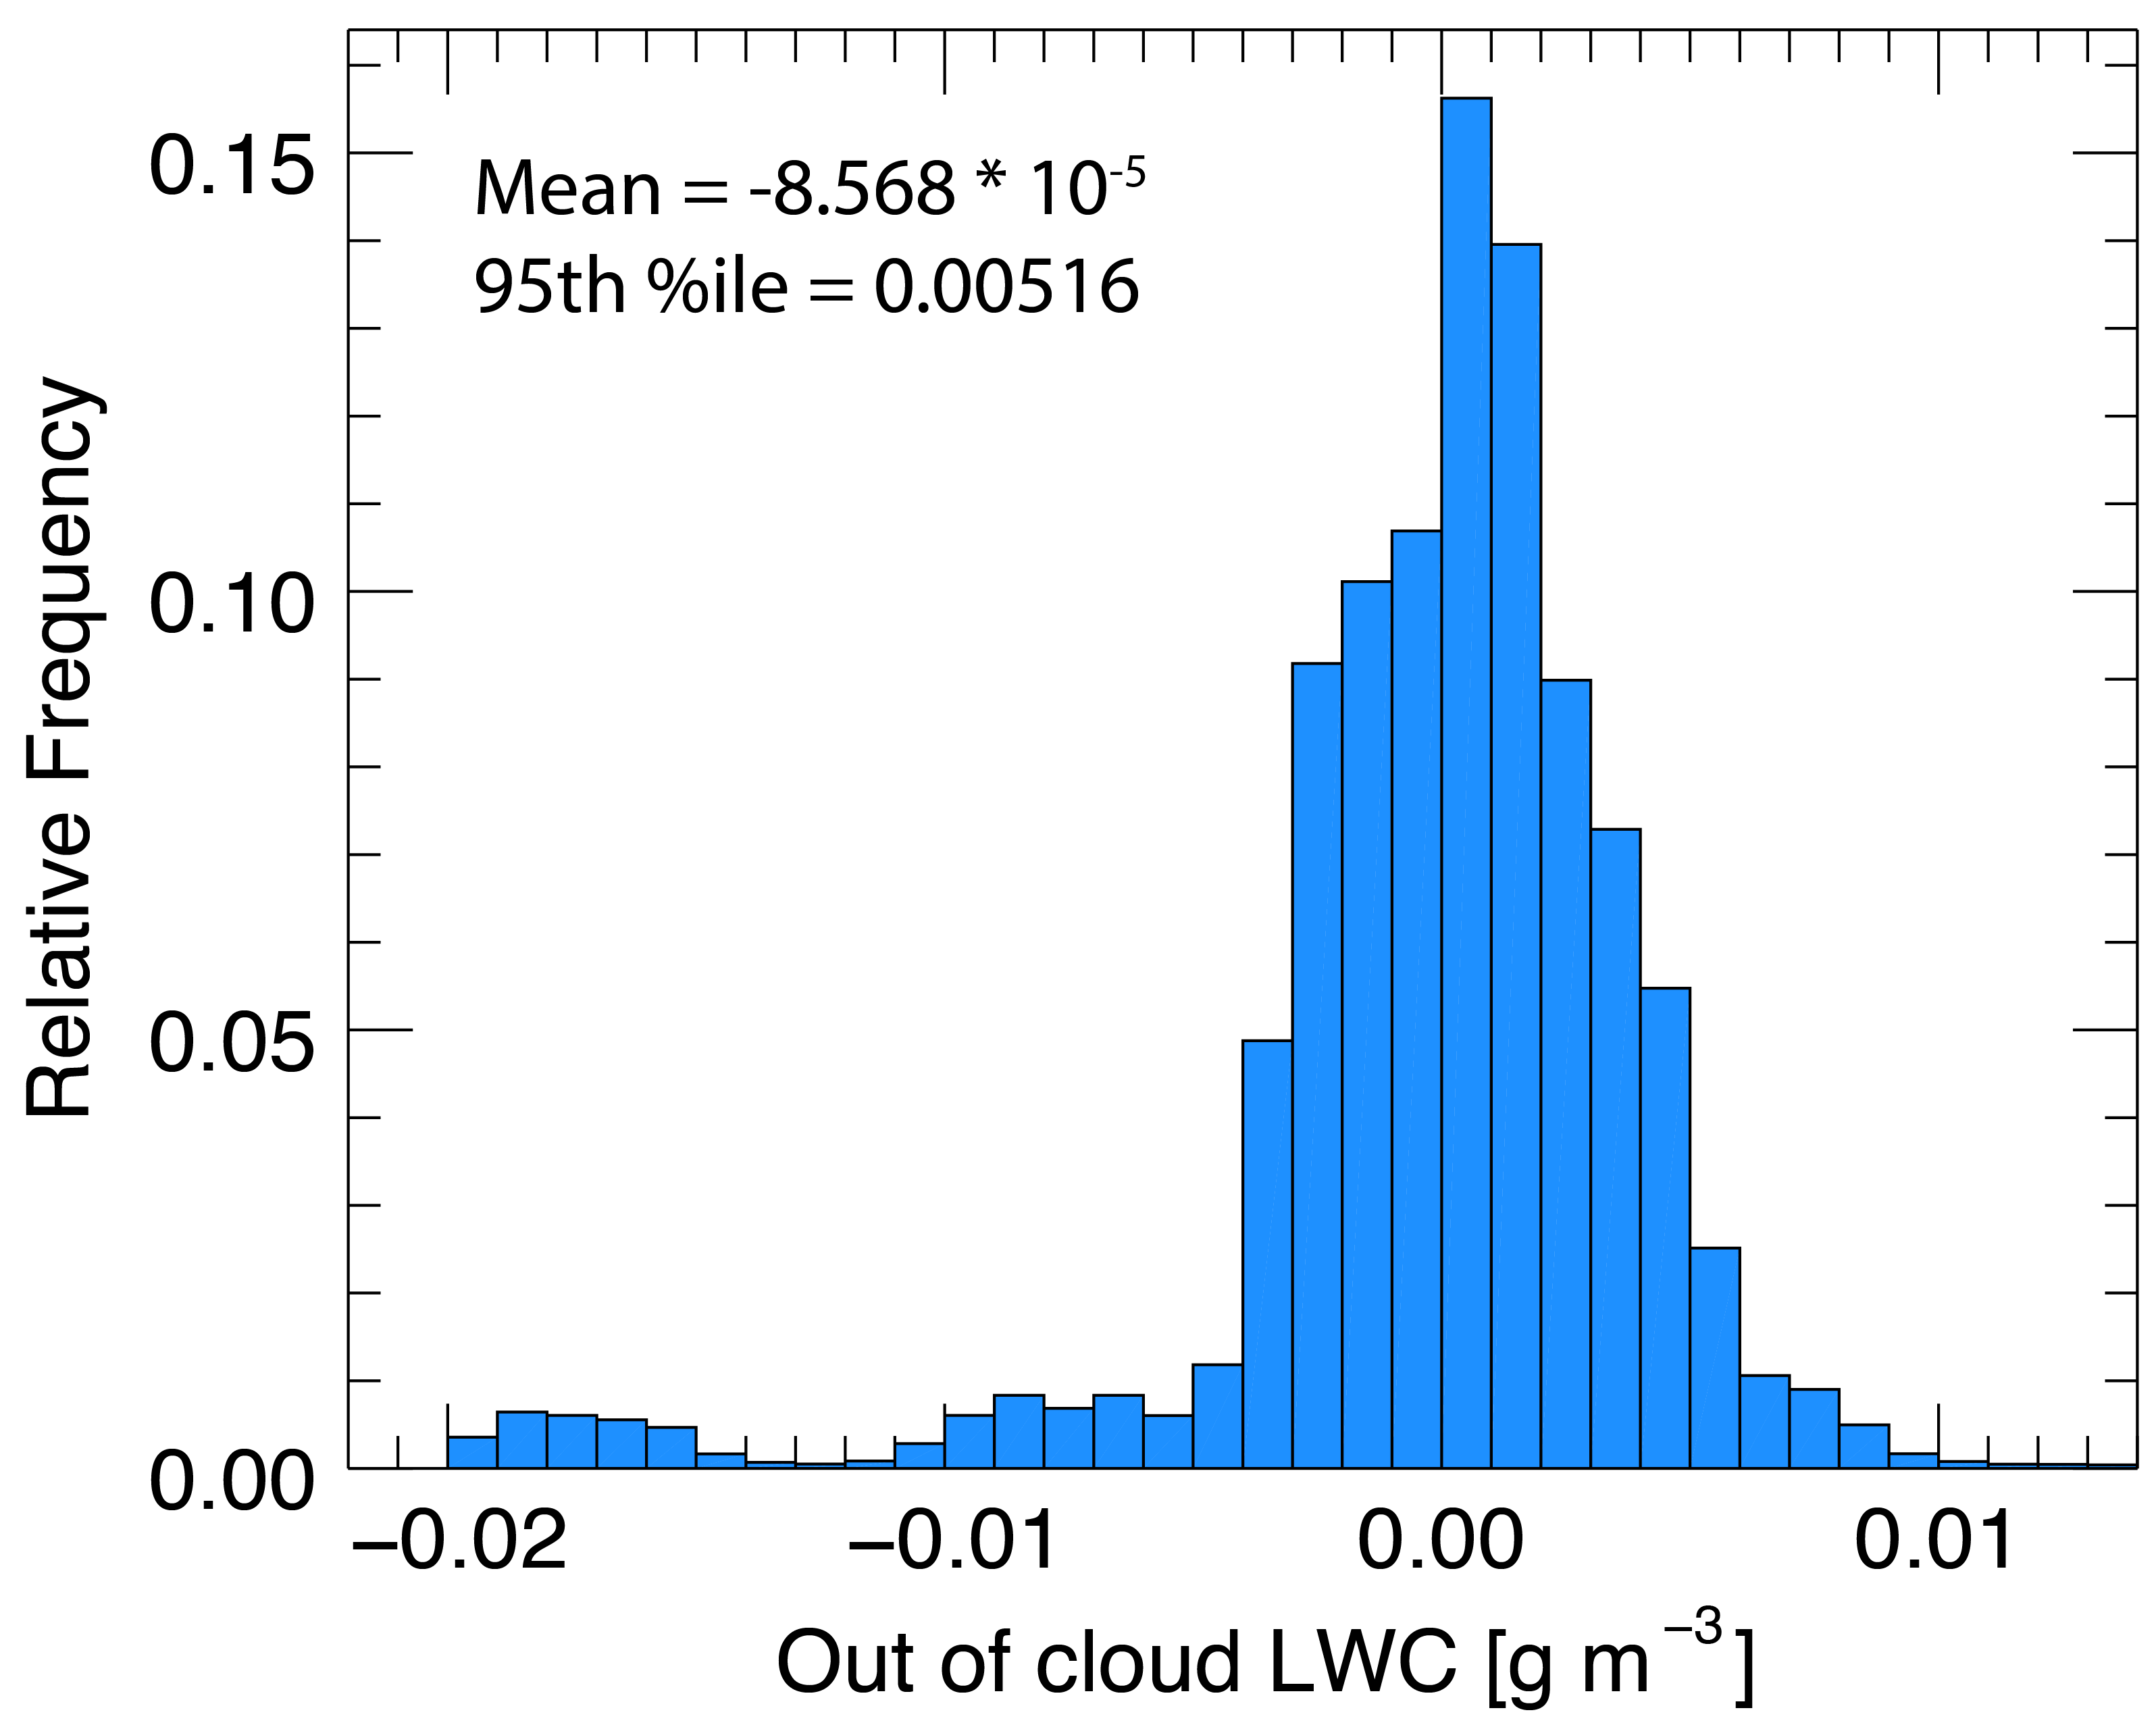 0.15
Mean = -8.568 * 10-5
95th %ile = 0.00516
0.10
0.05
0.00
Relative Frequency
−0.02 −0.01 0.00 0.01
Out of cloud LWC [g m−3]